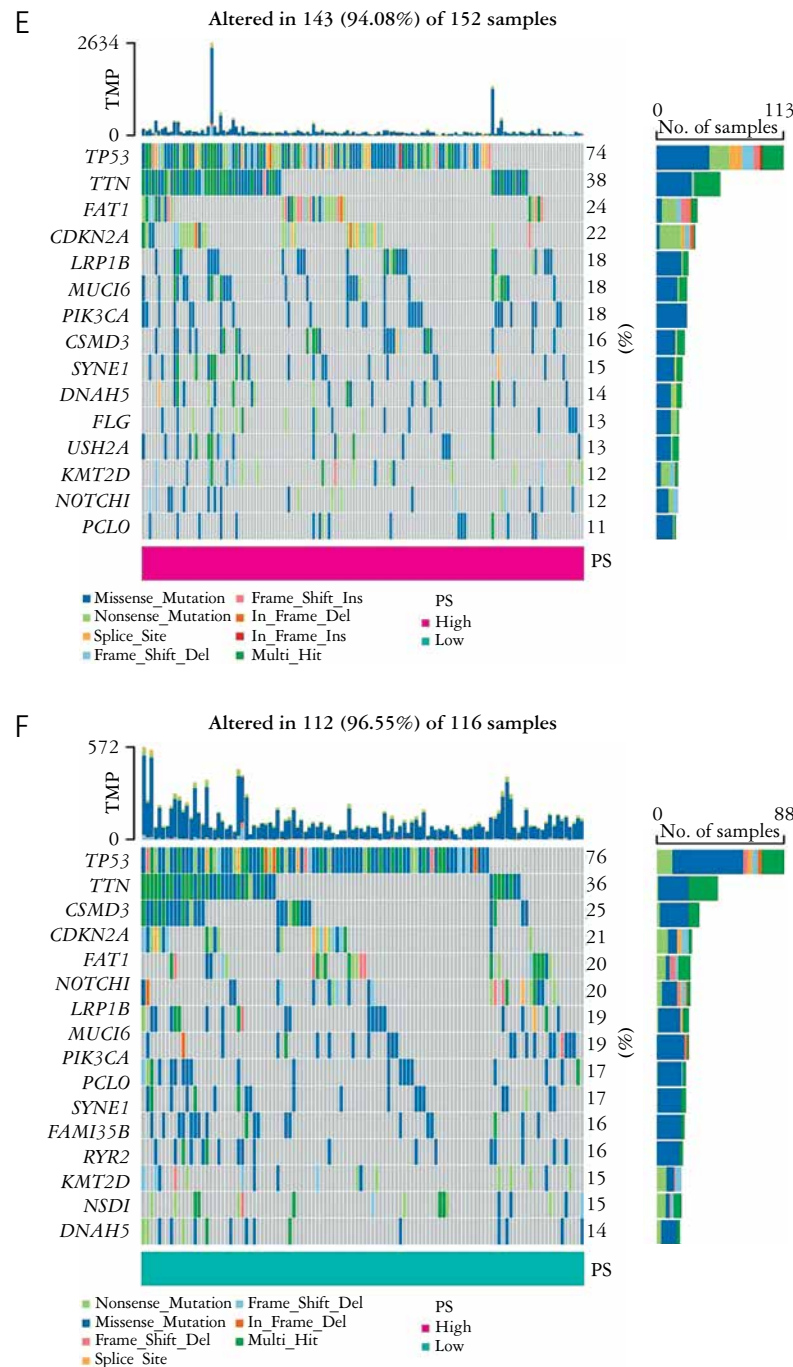 E
Altered in 143 (94.08%) of 152 samples
2634
TMP
0
0 113
No. of samples
TP53 74
TTN 38
FAT1 24
CDKN2A 22
LRP1B 18
MUCI6 18
PIK3CA 18
CSMD3 16
SYNE1 15
DNAH5 14
FLG 13
USH2A 13
KMT2D 12
NOTCHI 12
PCLO 11
(%)
PS
Missense_Mutation Frame_Shift_Ins PS
Nonsense_Mutation In_Frame_Del High
Splice_Site In_Frame_Ins Low
Frame_Shift_Del Multi_Hit
F
Altered in 112 (96.55%) of 116 samples
572
TMP
0
0 88
No. of samples
TP53 76
TTN 36
CSMD3 25
CDKN2A 21
FAT1 20
NOTCHI 20
LRP1B 19
MUCI6 19
PIK3CA 17
PCLO 17
SYNE1 16
FAMI35B 16
RYR2 15
KMT2D 15
NSDI 14
DNAH5
(%)
PS
Nonsense_Mutation Frame_Shift_Del PS
Missense_Mutation In_Frame_Del High
Frame_Shift_Del Multi_Hit Low
Splice_Site